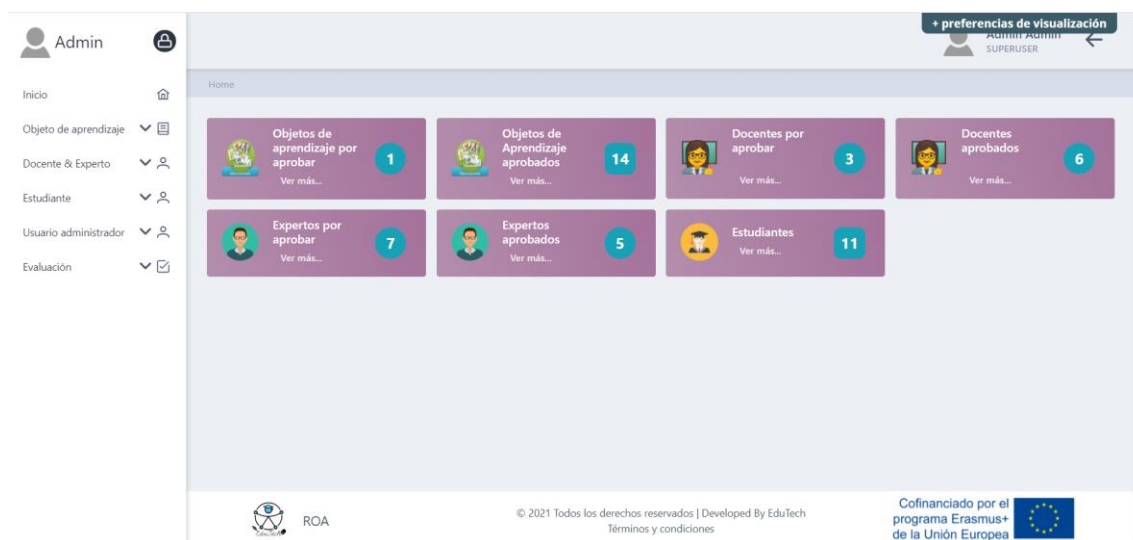 Admin
+ preferencias de visualización
Admin Admin
SUPERUSER
Inicio
Objeto de aprendizaje
Docente & Experto
Estudiante
Usuario administrador
Evaluación
Home
Objetos de
aprendizaje por
aprobar
Ver más...
1
Objetos de
Aprendizaje
aprobados
Ver más...
14
Docentes por
aprobar
Ver más...
3
Docentes
aprobados
Ver más...
6
Expertos por
aprobar
Ver más...
7
Expertos
aprobados
Ver más...
5
Estudiantes
Ver más...
11
EduTech
ROA
© 2021 Todos los derechos reservados | Developed By EduTech
Términos y condiciones
Cofinanciado por el
programa Erasmus+
de la Unión Europea